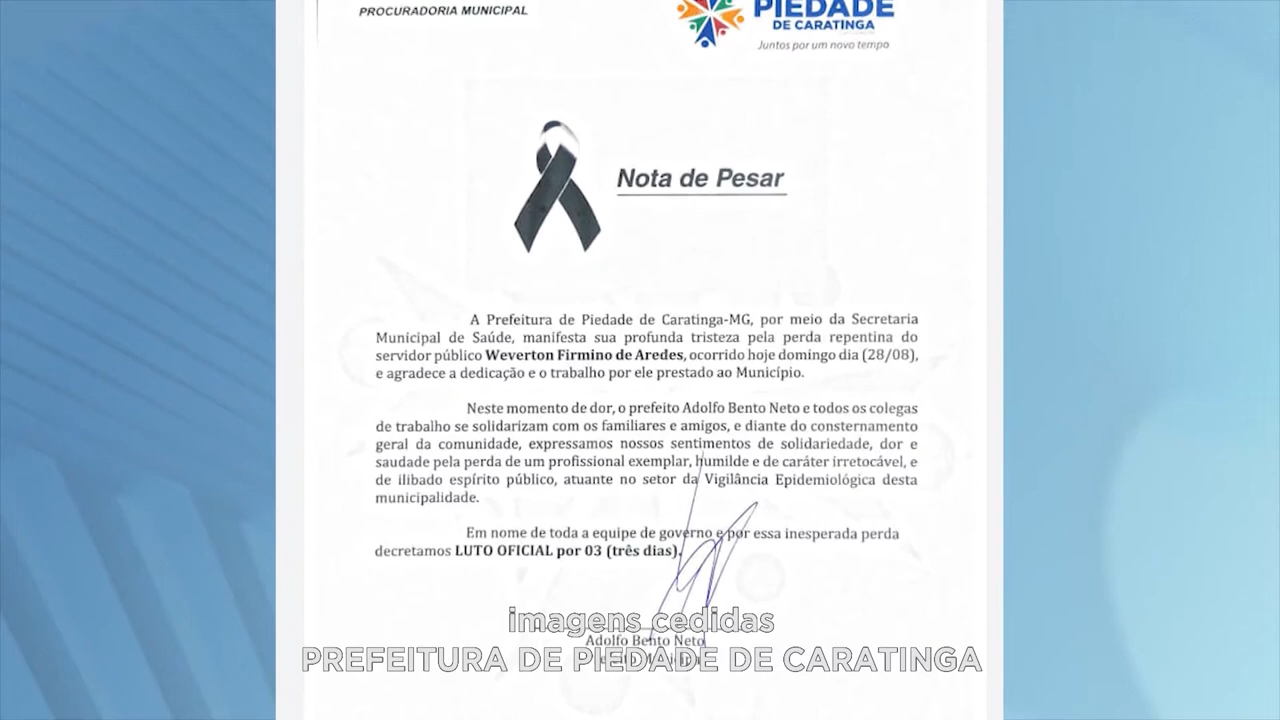 PROCURADORIA MUNICIPAL
PIEDADE
DE CARATINGA
Juntos por um novo tempo
Nota de Pesar
A Prefeitura de Piedade de Caratinga-MG, por meio da Secretaria
Municipal de Saúde, manifesta sua profunda tristeza pela perda repentina do
servidor público Weverton Firmino de Aredes, ocorrido hoje domingo dia (28/08),
e agradece a dedicação e o trabalho por ele prestado ao Município.
Neste momento de dor, o prefeito Adolfo Bento Neto e todos os colegas
de trabalho se solidarizam com os familiares e amigos, e diante do consternamento
geral da comunidade, expressamos nossos sentimentos de solidariedade, dor e
saudade pela perda de um profissional exemplar, humilde e de caráter irretocável, e
de ilibado espírito público, atuante no setor da Vigilância Epidemiológica desta
municipalidade.
Em nome de toda a equipe de governo e por essa inesperada perda
decretamos LUTO OFICIAL por 03 (três dias).
imagens cedidas
Adolfo Bento Neto
PREFEITURA DE PIEDADE DE CARATINGA